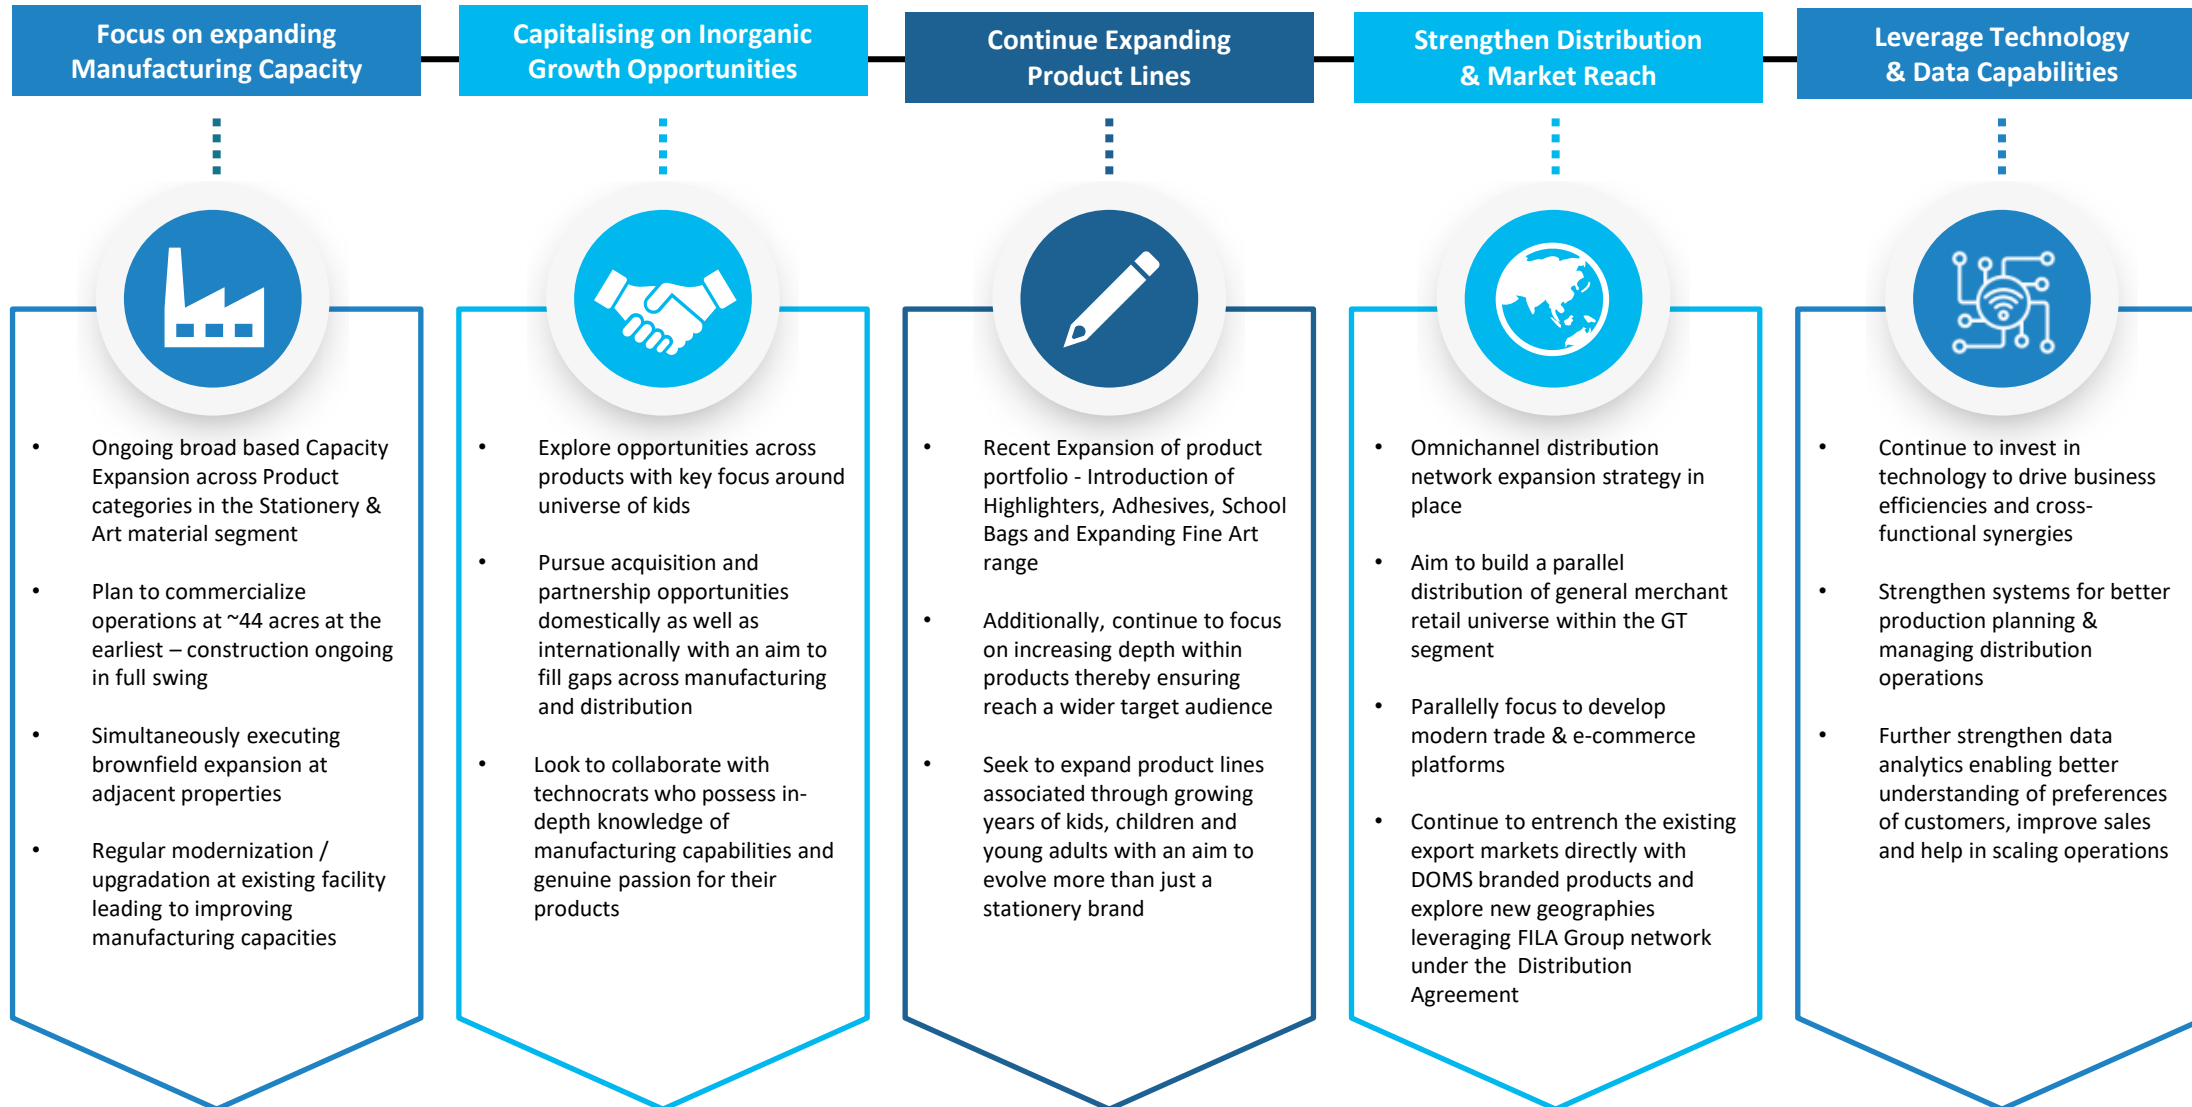 Focus on expanding
Manufacturing Capacity
Capitalising on Inorganic
Growth Opportunities
Continue Expanding
Product Lines
Strengthen Distribution
& Market Reach
Leverage Technology
& Data Capabilities
• Ongoing broad based Capacity
Expansion across Product
categories in the Stationery &
Art material segment
• Plan to commercialize
operations at ~44 acres at the
earliest – construction ongoing
in full swing
• Simultaneously executing
brownfield expansion at
adjacent properties
• Regular modernization /
upgradation at existing facility
leading to improving
manufacturing capacities
• Explore opportunities across
products with key focus around
universe of kids
• Pursue acquisition and
partnership opportunities
domestically as well as
internationally with an aim to
fill gaps across manufacturing
and distribution
• Look to collaborate with
technocrats who possess in-
depth knowledge of
manufacturing capabilities and
genuine passion for their
products
• Recent Expansion of product
portfolio - Introduction of
Highlighters, Adhesives, School
Bags and Expanding Fine Art
range
• Additionally, continue to focus
on increasing depth within
products thereby ensuring
reach a wider target audience
• Seek to expand product lines
associated through growing
years of kids, children and
young adults with an aim to
evolve more than just a
stationery brand
• Omnichannel distribution
network expansion strategy in
place
• Aim to build a parallel
distribution of general merchant
retail universe within the GT
segment
• Parallelly focus to develop
modern trade & e-commerce
platforms
• Continue to entrench the existing
export markets directly with
DOMS branded products and
explore new geographies
leveraging FILA Group network
under the Distribution
Agreement
• Continue to invest in
technology to drive business
efficiencies and cross-
functional synergies
• Strengthen systems for better
production planning &
managing distribution
operations
• Further strengthen data
analytics enabling better
understanding of preferences
of customers, improve sales
and help in scaling operations